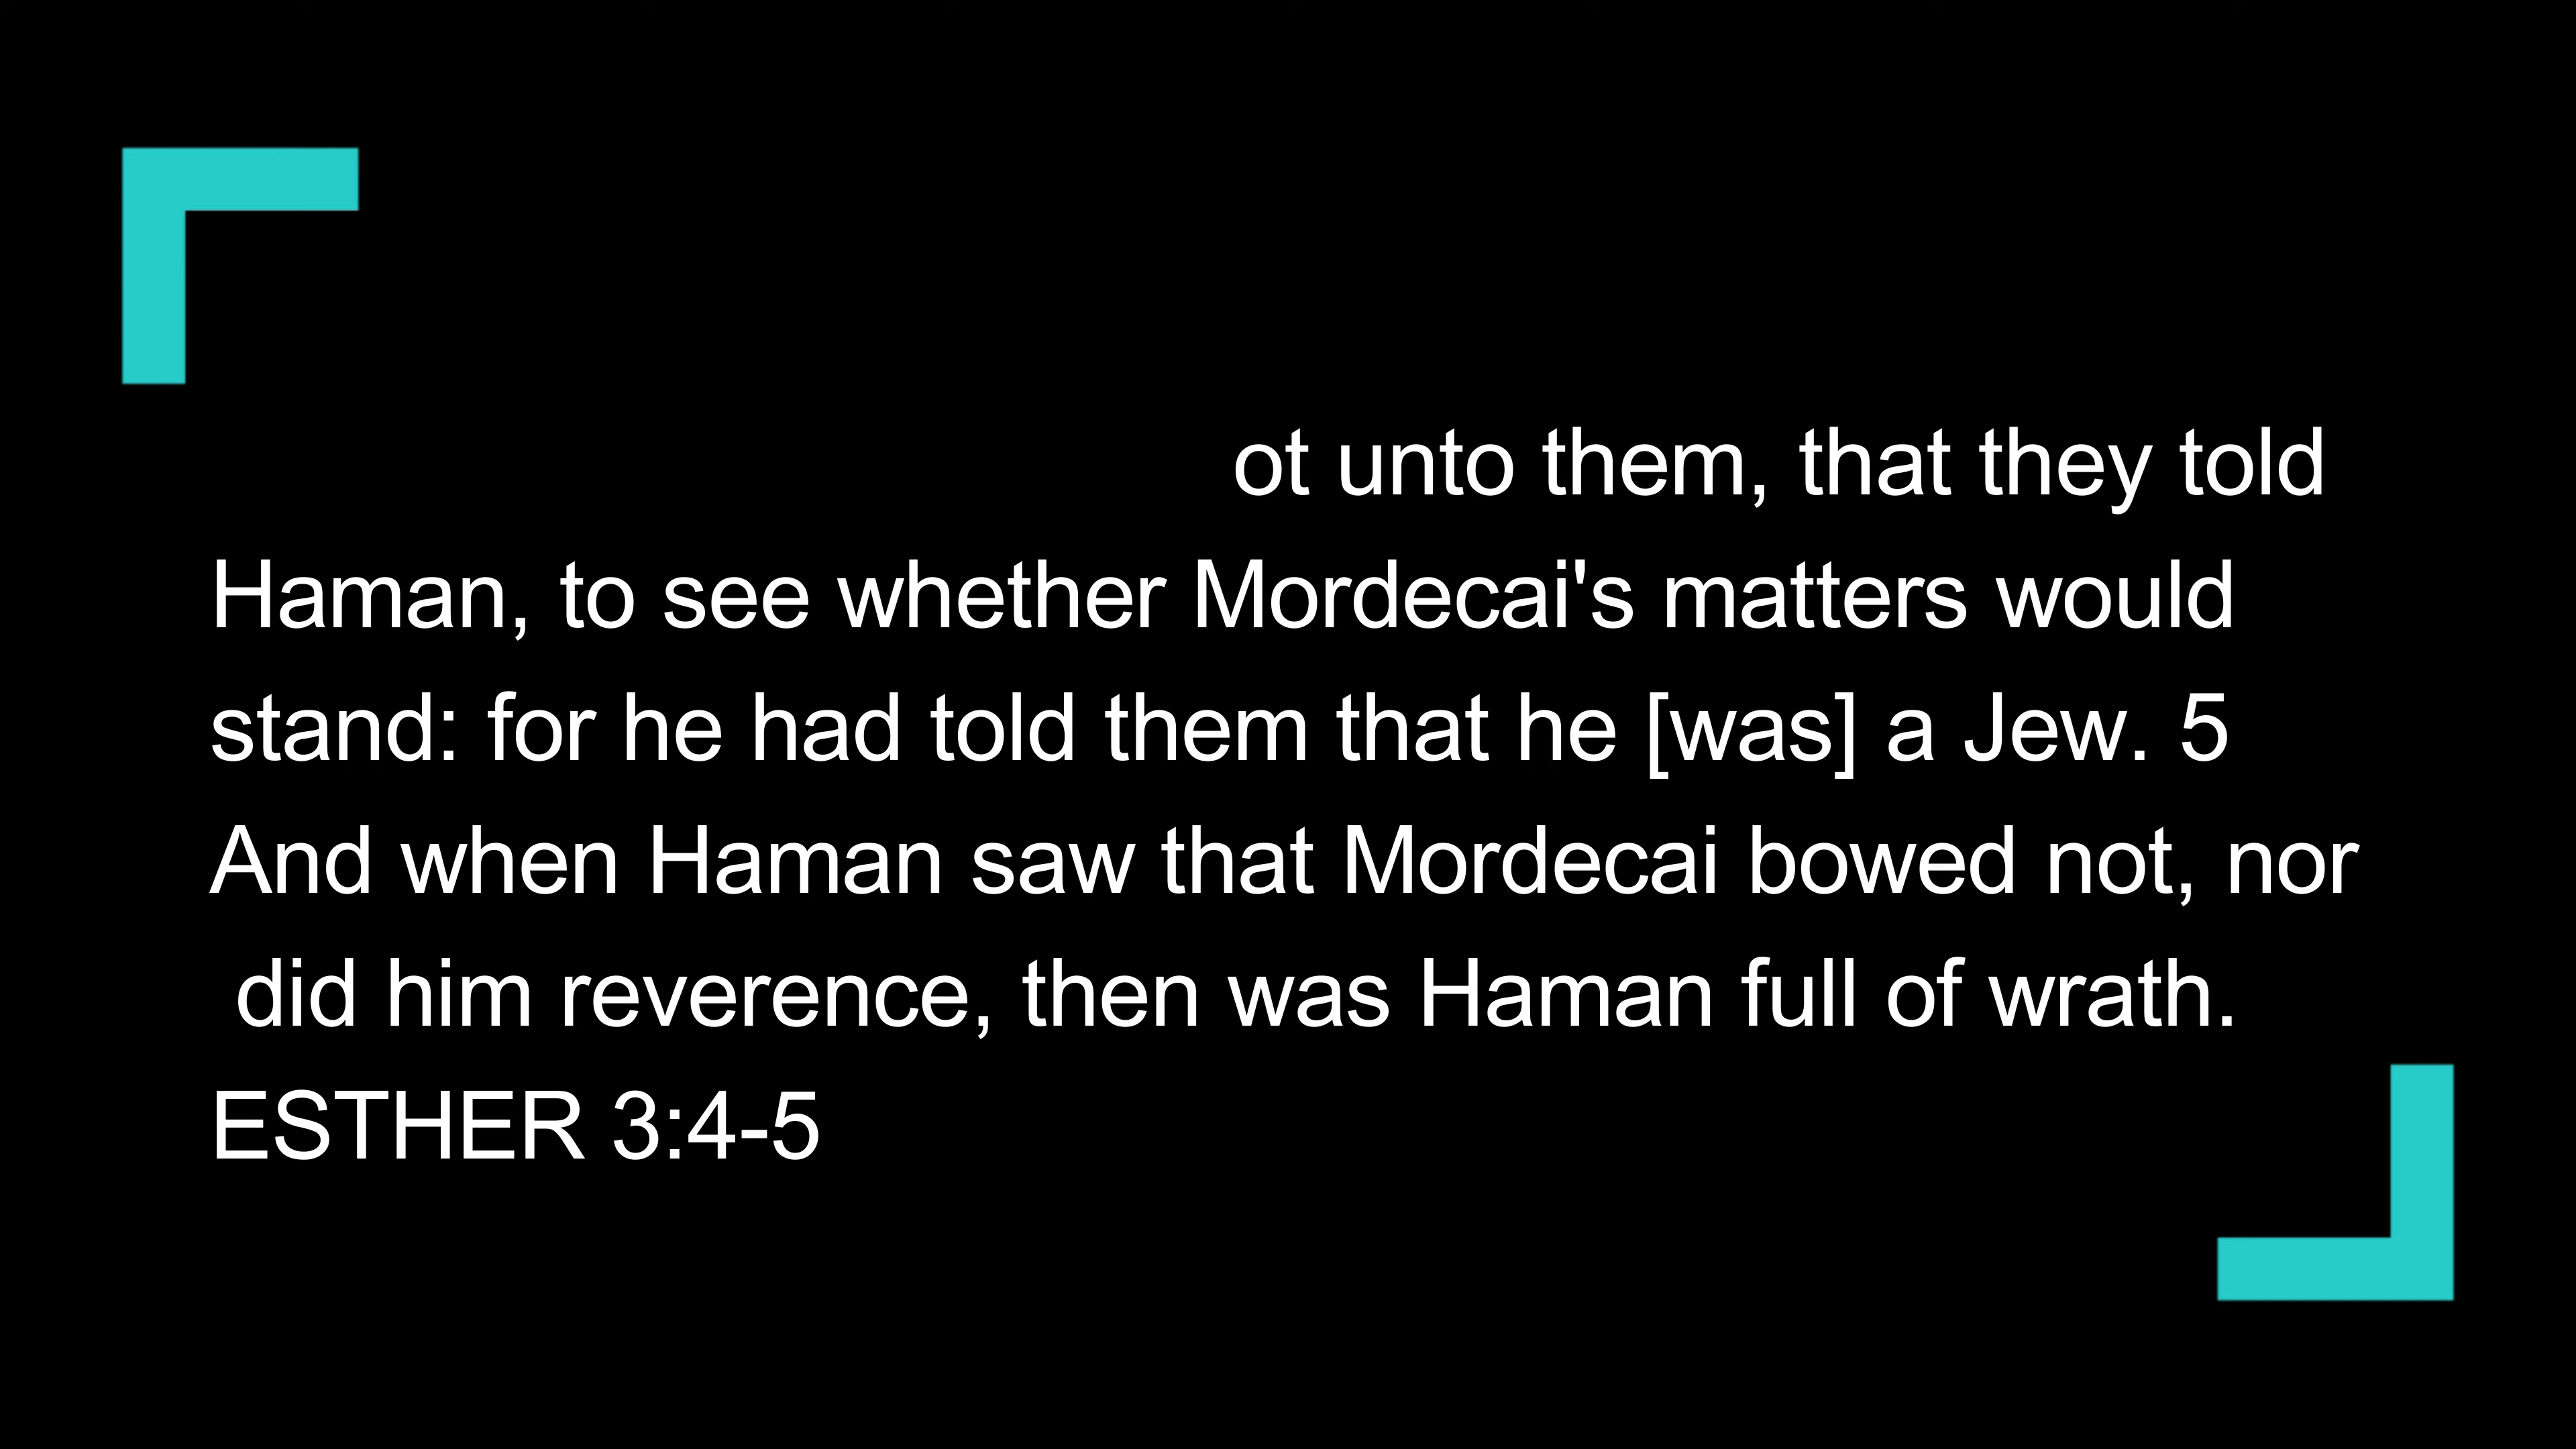 ot unto them, that they told
Haman, to see whether Mordecai's matters would
stand: for he had told them that he [was] a Jew. 5
And when Haman saw that Mordecai bowed not, nor
did him reverence, then was Haman full of wrath.
ESTHER 3:4-5